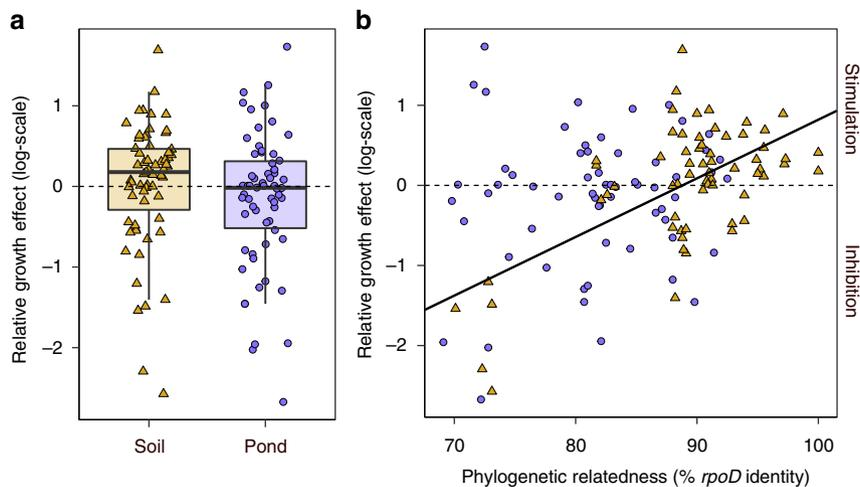 a
Relative growth effect (log-scale)
1
0
–1
–2
Soil
Pond
b
Relative growth effect (log-scale)
1
0
–1
–2
70
80
90
100
Phylogenetic relatedness (% rpoD identity)
Stimulation
Inhibition